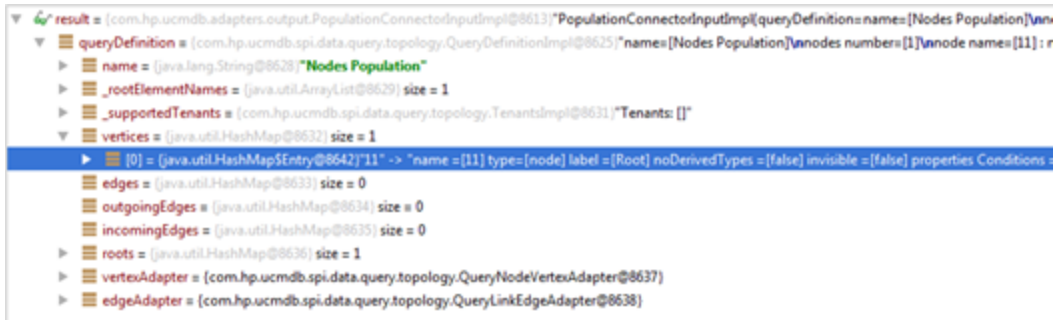 result = {com.hp.ucmdb.adapters.output.PopulationConnectorInputImpl@8613}"PopulationConnectorInputImpl(queryDefinition=name=[Nodes Population]\n
queryDefinition = {com.hp.ucmdb.spi.data.query.topology.QueryDefinitionImpl@8625}"name=[Nodes Population]\nnodes number=[1]\nnode name=[11] :
name = {java.lang.String@8628}"Nodes Population"
_rootElementNames = {java.util.ArrayList@8629} size = 1
_supportedTenants = {com.hp.ucmdb.spi.data.query.topology.TenantsImpl@8631}"Tenants: []"
vertices = {java.util.HashMap@8632} size = 1
[0] = {java.util.HashMap$Entry@8642}"11" -> "name =[11] type=[node] label =[Root] noDerivedTypes =[false] invisible =[false] properties Conditions =
edges = {java.util.HashMap@8633} size = 0
outgoingEdges = {java.util.HashMap@8634} size = 0
incomingEdges = {java.util.HashMap@8635} size = 0
roots = {java.util.HashMap@8636} size = 1
vertexAdapter = {com.hp.ucmdb.spi.data.query.topology.QueryNodeVertexAdapter@8637}
edgeAdapter = {com.hp.ucmdb.spi.data.query.topology.QueryLinkEdgeAdapter@8638}